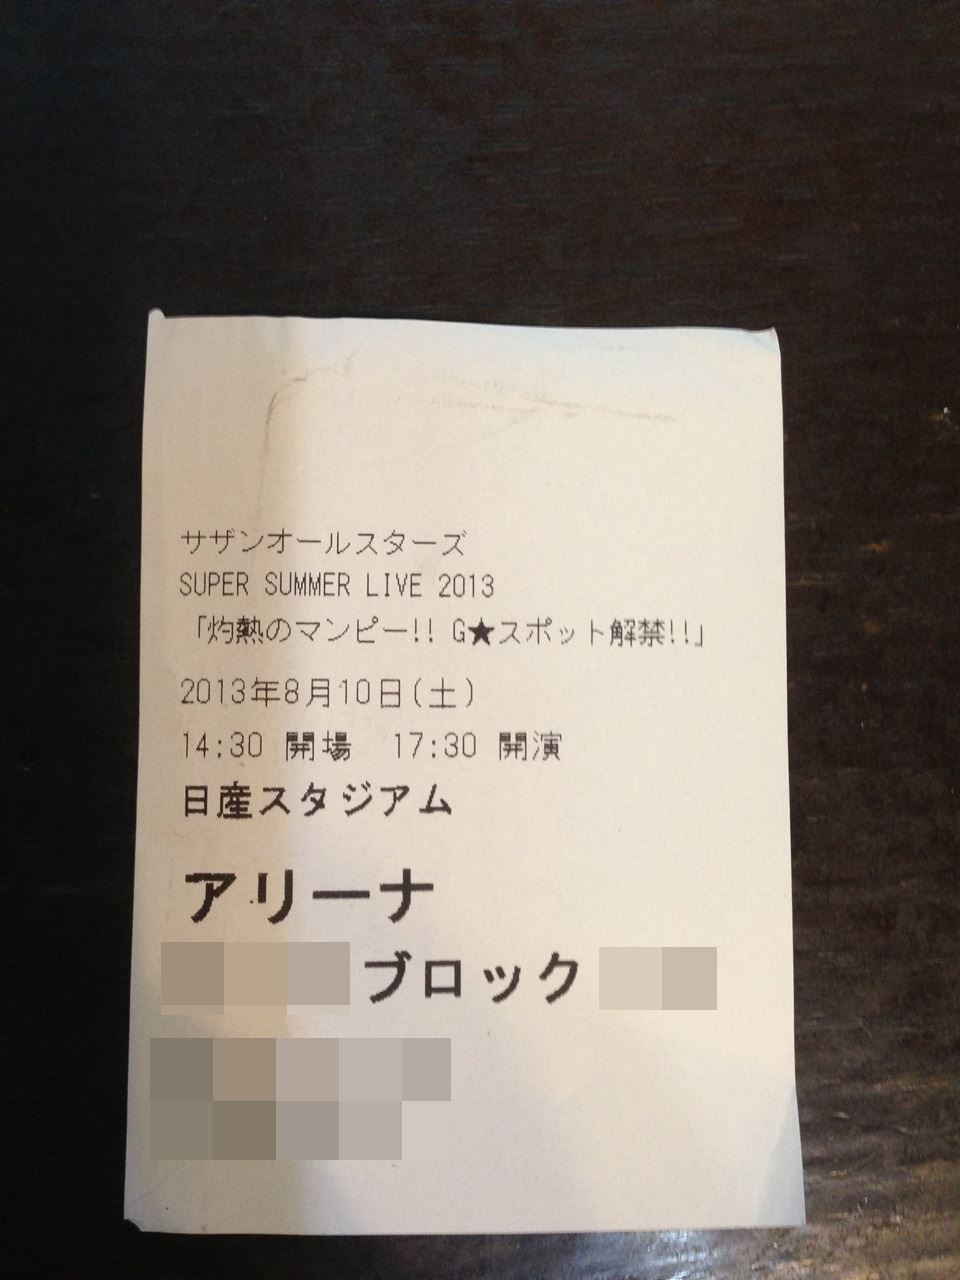 サザンオールスターズ
SUPER SUMMER LIVE 2013
「灼熱のマンピー!! G★スポット解禁!!」
2013年8月10日(土)
14:30 開場 17:30 開演
日産スタジアム
アリーナ
ブロック